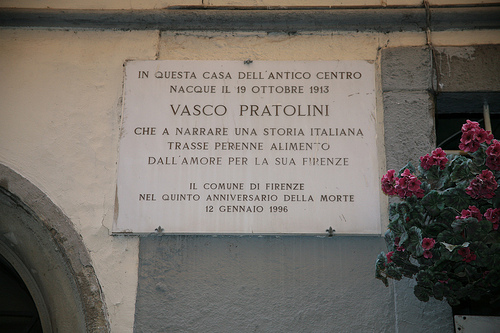 IN QUESTA CASA DELL'ANTICO CENTRO
NACQUE IL 19 OTTOBRE 1913
VASCO PRATOLINI
CHE A NARRARE UNA STORIA ITALIANA
TRASSE PERENNE ALIMENTO
DALL'AMORE PER LA SUA FIRENZE
IL COMUNE DI FIRENZE
NEL QUINTO ANNIVERSARIO DELLA MORTE
12 GENNAIO 1996